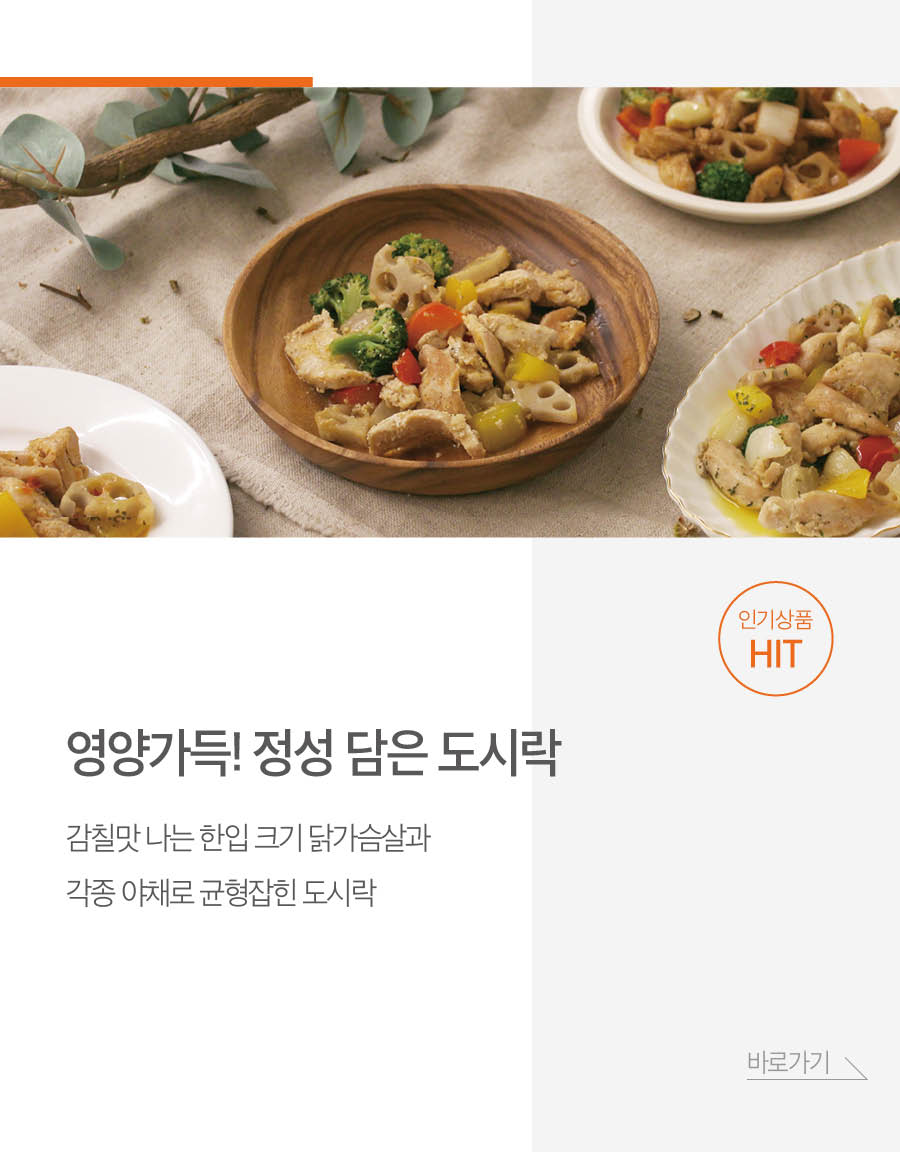 인기상품
HIT
영양가득! 정성 담은 도시락
감칠맛 나는 한입 크기 닭가슴살과
각종 야채로 균형잡힌 도시락
바로가기